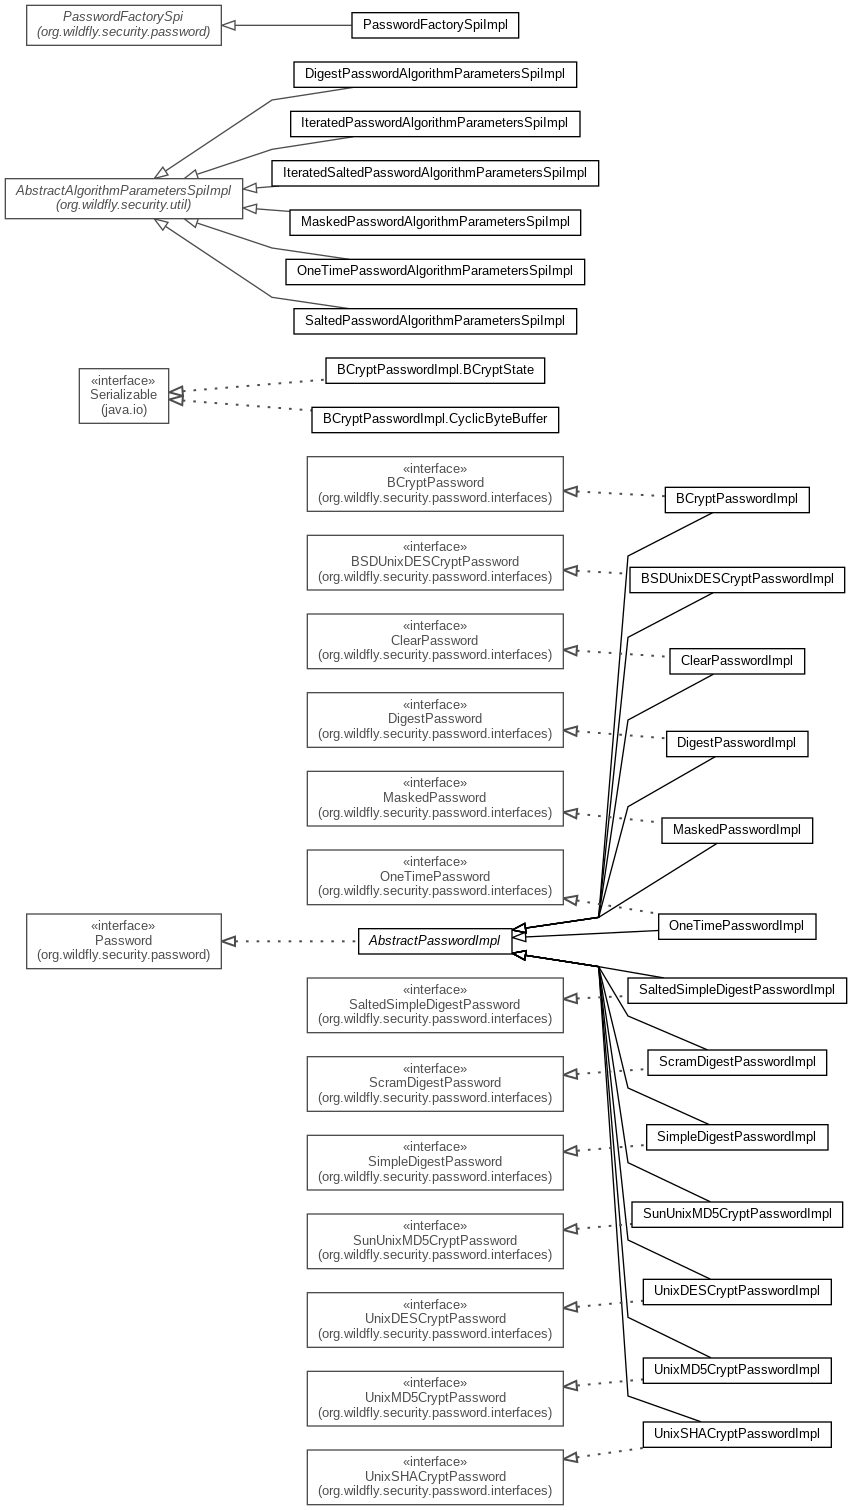 PasswordFactorySpi
(org.wildfly.security.password)
PasswordFactorySpiImpl
DigestPasswordAlgorithmParametersSpiImpl
IteratedPasswordAlgorithmParametersSpiImpl
IteratedSaltedPasswordAlgorithmParametersSpiImpl
AbstractAlgorithmParametersSpiImpl
(org.wildfly.security.util)
MaskedPasswordAlgorithmParametersSpiImpl
OneTimePasswordAlgorithmParametersSpiImpl
SaltedPasswordAlgorithmParametersSpiImpl
«interface»
Serializable
(java.io)
BCryptPasswordImpl.BCryptState
BCryptPasswordImpl.CyclicByteBuffer
«interface»
BCryptPassword
(org.wildfly.security.password.interfaces)
BCryptPasswordImpl
«interface»
BSDUnixDESCryptPassword
(org.wildfly.security.password.interfaces)
BSDUnixDESCryptPasswordImpl
«interface»
ClearPassword
(org.wildfly.security.password.interfaces)
ClearPasswordImpl
«interface»
DigestPassword
(org.wildfly.security.password.interfaces)
DigestPasswordImpl
«interface»
MaskedPassword
(org.wildfly.security.password.interfaces)
MaskedPasswordImpl
«interface»
OneTimePassword
(org.wildfly.security.password.interfaces)
OneTimePasswordImpl
«interface»
Password
(org.wildfly.security.password)
AbstractPasswordImpl
«interface»
SaltedSimpleDigestPassword
(org.wildfly.security.password.interfaces)
SaltedSimpleDigestPasswordImpl
«interface»
ScramDigestPassword
(org.wildfly.security.password.interfaces)
ScramDigestPasswordImpl
«interface»
SimpleDigestPassword
(org.wildfly.security.password.interfaces)
SimpleDigestPasswordImpl
«interface»
SunUnixMD5CryptPassword
(org.wildfly.security.password.interfaces)
SunUnixMD5CryptPasswordImpl
«interface»
UnixDESCryptPassword
(org.wildfly.security.password.interfaces)
UnixDESCryptPasswordImpl
«interface»
UnixMD5CryptPassword
(org.wildfly.security.password.interfaces)
UnixMD5CryptPasswordImpl
«interface»
UnixSHACryptPassword
(org.wildfly.security.password.interfaces)
UnixSHACryptPasswordImpl